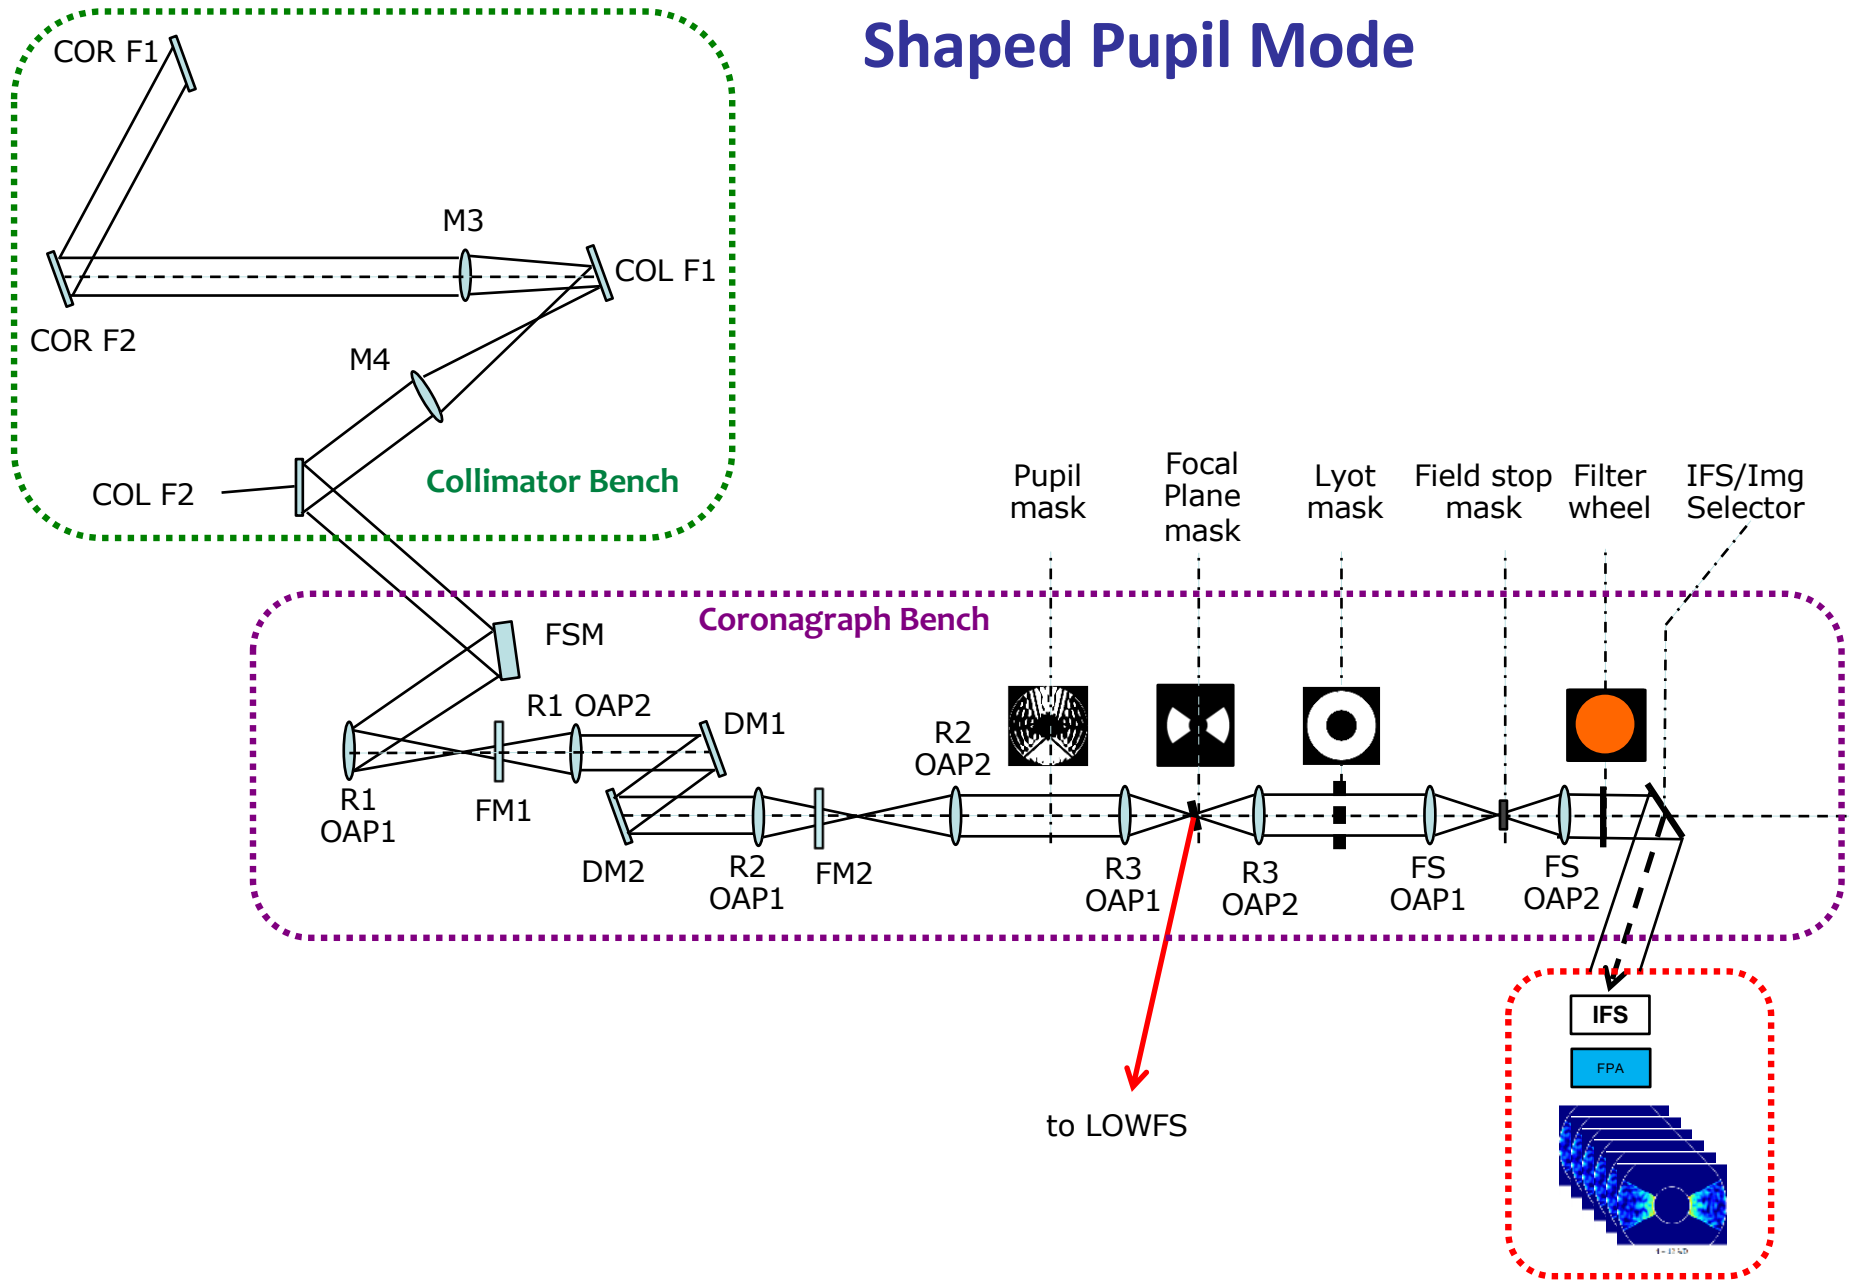 Shaped Pupil Mode
COR F1
M3
COL F1
COR F2
M4
Collimator Bench
COL F2
Pupil
mask
Focal
Plane
mask
Lyot
mask
Field stop
mask
Filter
wheel
IFS/Img
Selector
Coronagraph Bench
FSM
R1 OAP2
DM1
R2
OAP2
R1
OAP1
FM1
DM2
R2
OAP1
FM2
R3
OAP1
R3
OAP2
FS
OAP1
FS
OAP2
IFS
FPA
to LOWFS